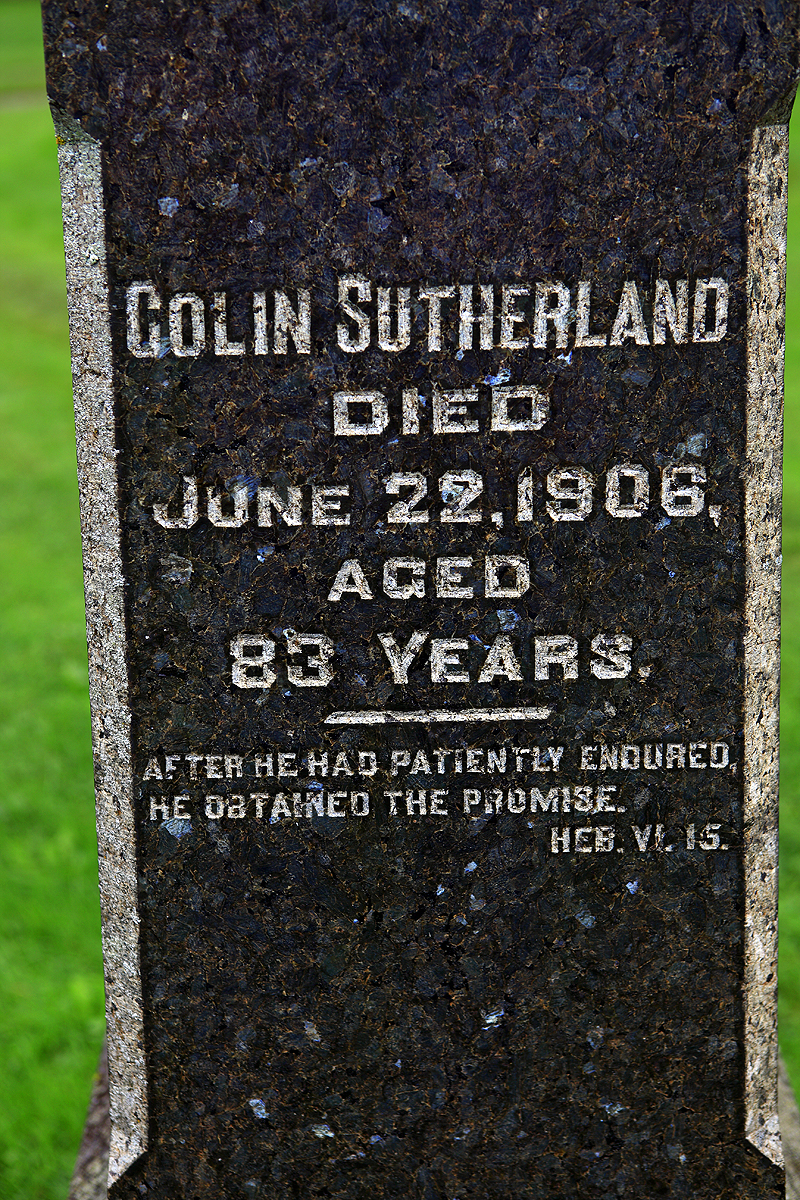 COLIN SUTHERLAND
DIED
JUNE 22, 1906,
AGED
83 YEARS.
AFTER HE HAD PATIENTLY ENDURED,
HE OBTAINED THE PROMISE.
HEB. VI. 15.